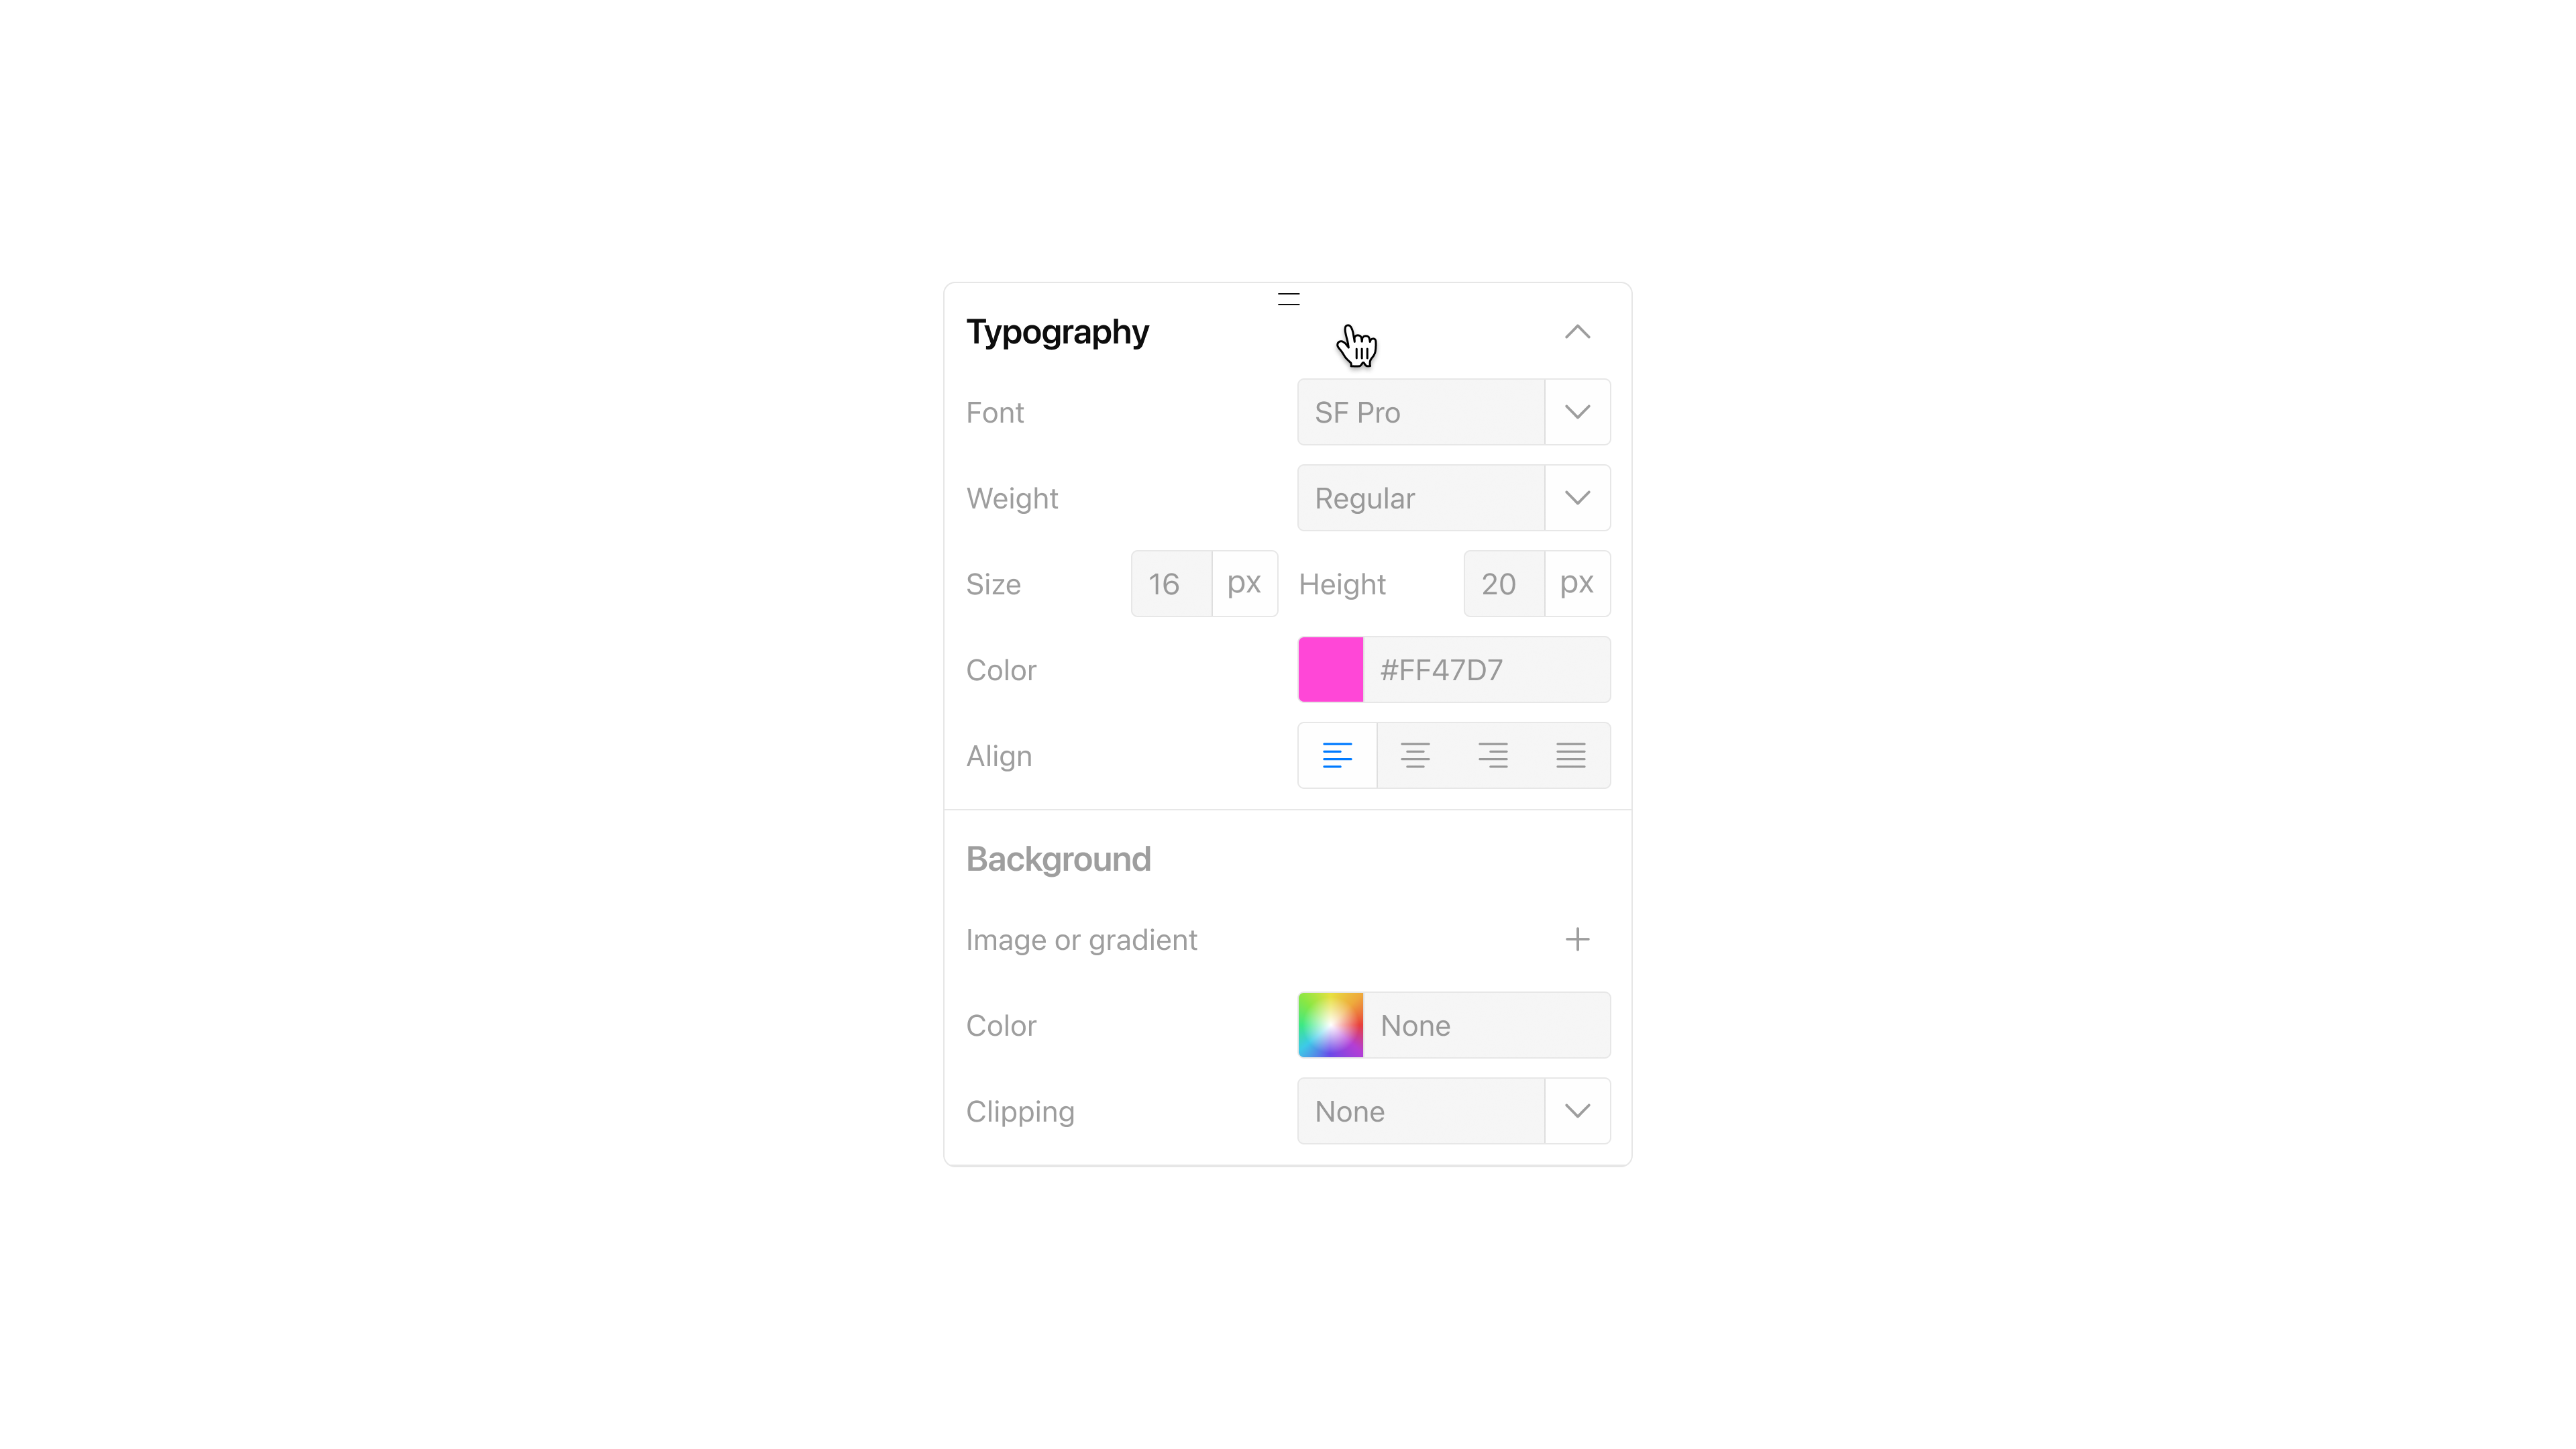 Typography
Font SF Pro
Weight Regular
Size 16 px Height 20 px
Color #FF47D7
Align
Background
Image or gradient
Color None
Clipping None